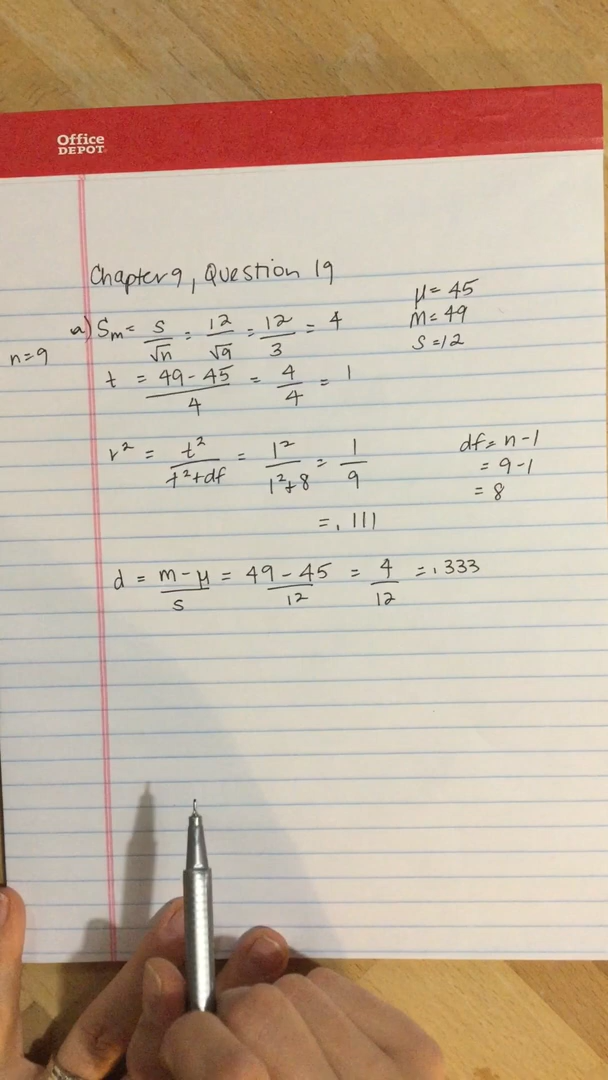 Office
DEPOT
Chapter 9, Question 19
μ = 45
M = 49
s = 12
n = 9
a) Sm = s/√n = 12/√9 = 12/3 = 4
t = 49 - 45/4 = 4/4 = 1
r² = t²/t²+df = 1²/1²+8 = 1/9
= .111
df = n-1
= 9-1
= 8
d = m-μ/s = 49-45/12 = 4/12 = .333